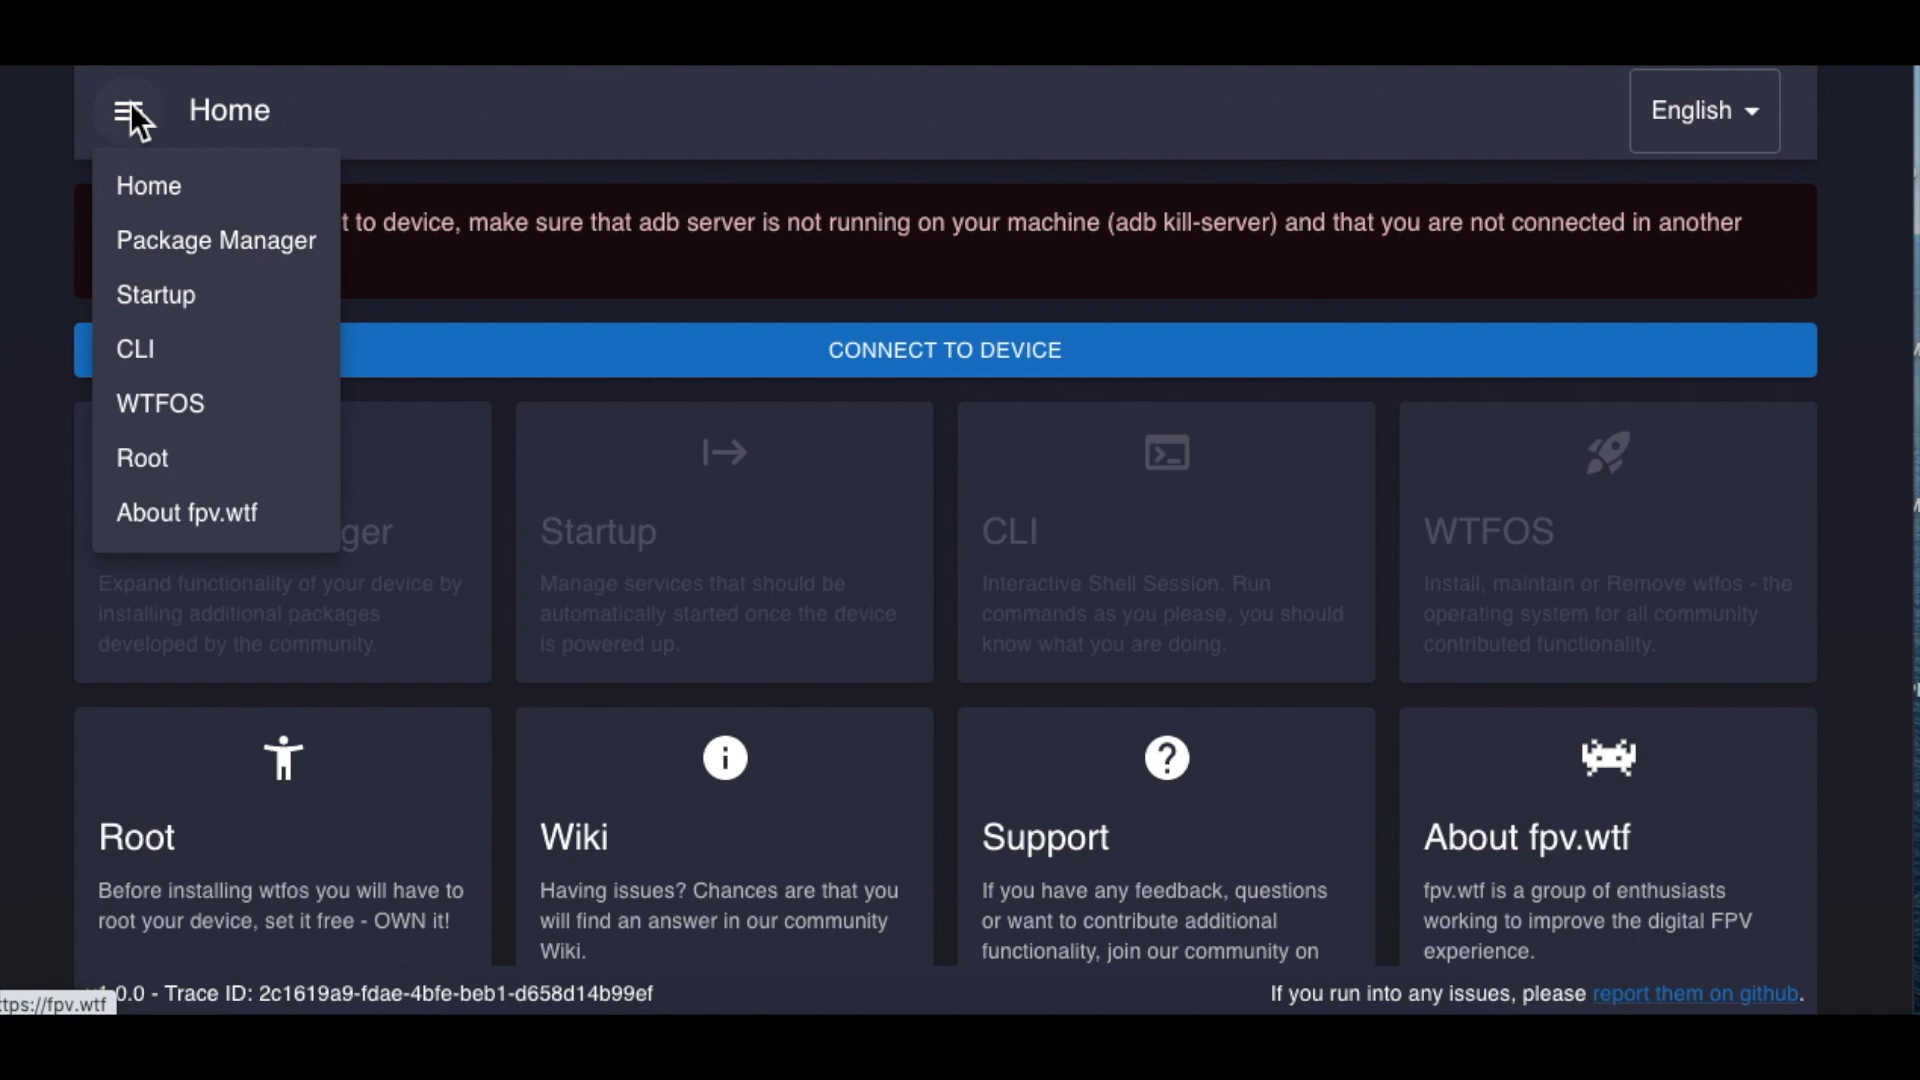 Home
English
Home
Package Manager
Startup
CLI
WTFOS
Root
About fpv.wtf
t to device, make sure that adb server is not running on your machine (adb kill-server) and that you are not connected in another
CONNECT TO DEVICE
ger
Expand functionality of your device by
installing additional packages
developed by the community.
Startup
Manage services that should be
automatically started once the device
is powered up.
CLI
Interactive Shell Session. Run
commands as you please, you should
know what you are doing.
WTFOS
Install, maintain or Remove wtfos - the
operating system for all community
contributed functionality.
Root
Before installing wtfos you will have to
root your device, set it free - OWN it!
Wiki
Having issues? Chances are that you
will find an answer in our community
Wiki.
Support
If you have any feedback, questions
or want to contribute additional
functionality, join our community on
About fpv.wtf
fpv.wtf is a group of enthusiasts
working to improve the digital FPV
experience.
.0.0 - Trace ID: 2c1619a9-fdae-4bfe-beb1-d658d14b99ef
If you run into any issues, please report them on github.
ttps://fpv.wtf